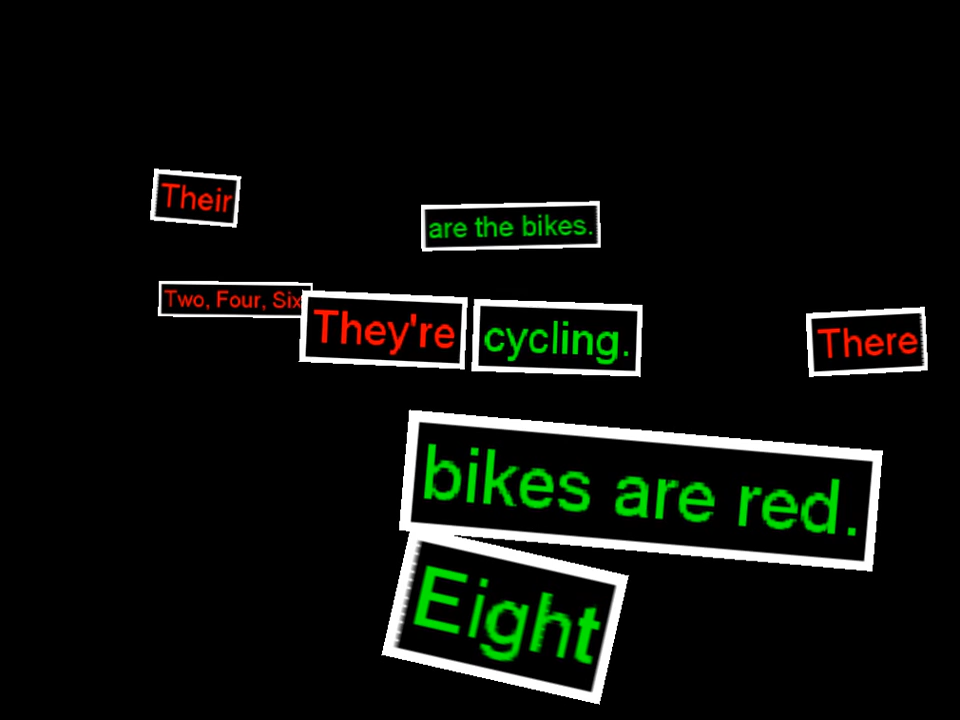 Their
are the bikes.
Two, Four, Six
They're
cycling.
There
bikes are red.
Eight